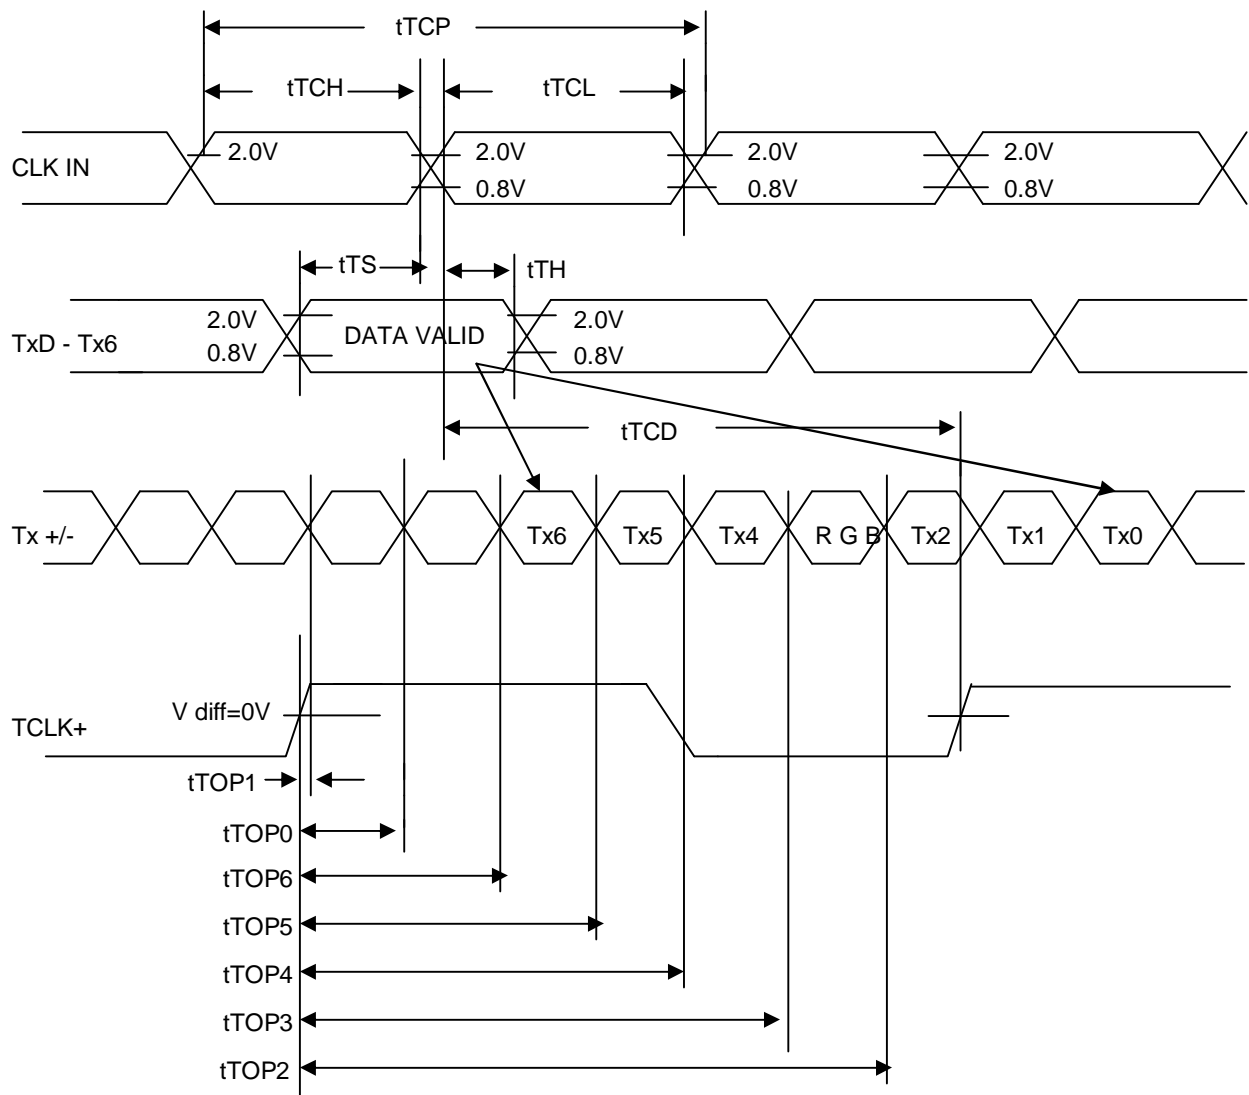 tTCP
tTCH
tTCL
CLK IN
2.0V
2.0V
0.8V
2.0V
0.8V
2.0V
0.8V
tTS
tTH
TxD - Tx6
2.0V
0.8V
DATA VALID
2.0V
0.8V
tTCD
Tx +/-
Tx6
Tx5
Tx4
R G B
Tx2
Tx1
Tx0
TCLK+
V diff=0V
tTOP1
tTOP0
tTOP6
tTOP5
tTOP4
tTOP3
tTOP2